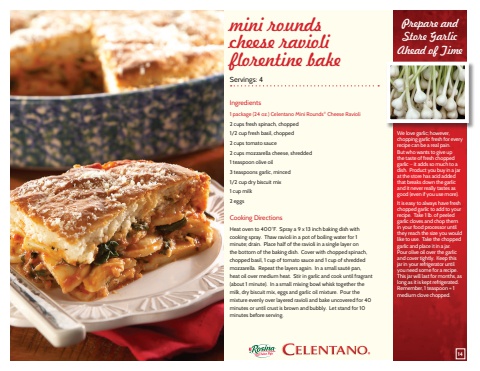 mini rounds
cheese ravioli
florentine bake
Servings: 4
Ingredients
1 package (24 oz.) Celentano Mini Rounds® Cheese Ravioli
2 cups fresh spinach, chopped
1/2 cup fresh basil, chopped
2 cups tomato sauce
2 cups mozzarella cheese, shredded
1 teaspoon olive oil
3 teaspoons garlic, minced
1/2 cup dry biscuit mix
1 cup milk
2 eggs
Cooking Directions
Heat oven to 400°F. Spray a 9 x 13 inch baking dish with
cooking spray. Thaw ravioli in a pot of boiling water for 1
minute; drain. Place half of the ravioli in a single layer on
the bottom of the baking dish. Cover with chopped spinach,
chopped basil, 1 cup of tomato sauce and 1 cup of shredded
mozzarella. Repeat the layers again. In a small sauté pan,
heat oil over medium heat. Stir in garlic and cook until fragrant
(about 1 minute). In a small mixing bowl whisk together the
milk, dry biscuit mix, eggs and garlic oil mixture. Pour the
mixture evenly over layered ravioli and bake uncovered for 40
minutes or until crust is brown and bubbly. Let stand for 10
minutes before serving.
Rosina
CELENTANO®
Prepare and
Store Garlic
Ahead of Time
We love garlic; however,
chopping garlic fresh for every
recipe can be a real pain.
But who wants to give up
the taste of fresh chopped
garlic – it adds so much to a
dish. Product you buy in a jar
at the store has acid added
that breaks down the garlic
and it never really tastes as
good (even if you use more).
It is easy to always have fresh
chopped garlic to add to your
recipe. Take 1 lb. of peeled
garlic cloves and chop them
in your food processor until
they reach the size you would
like to use. Take the chopped
garlic and place it in a jar.
Pour olive oil over the garlic
and cover tightly. Keep this
jar in your refrigerator until
you need some for a recipe.
This jar will last for months, as
long as it is kept refrigerated.
Remember, 1 teaspoon = 1
medium clove chopped.
14